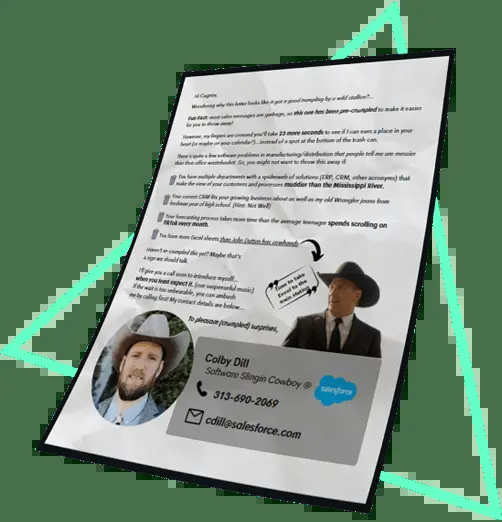 Hi Cagney,
Wondering why this letter looks like it got a good trampling by a wild stallion?...
Fun Fact: most sales messages are garbage, so this one has been pre-crumpled to make it easier
for you to throw away!
However, my fingers are crossed you'll take 23 more seconds to see if I can earn a place in your
heart (or maybe on your calendar?)...instead of a spot at the bottom of the trash can.
There's quite a few software problems in manufacturing/distribution that people tell me are messier
than their office wastebasket. So, you might not want to throw this away if:
You have multiple departments with a spiderweb of solutions (ERP, CRM, other acronyms) that
make the view of your customers and processes muddier than the Mississippi River.
Your current CRM fits your growing business about as well as my old Wrangler jeans from
freshman year of high school. (Note: Not Well)
Your forecasting process takes more time than the average teenager spends scrolling on
TikTok every month.
You have more Excel sheets than John Dutton has cowhands
Haven't re-crumpled this yet? Maybe that's
a sign we should talk.
Time to take
Excel to the
train station
I'll give you a call soon to introduce myself...
when you least expect it. (cue suspenseful music)
If the wait is too unbearable, you can ambush
me by calling first! My contact details are below...
To pleasant (crumpled) surprises,
Colby Dill
Software Slingin Cowboy @
salesforce
313-690-2069
cdill@salesforce.com